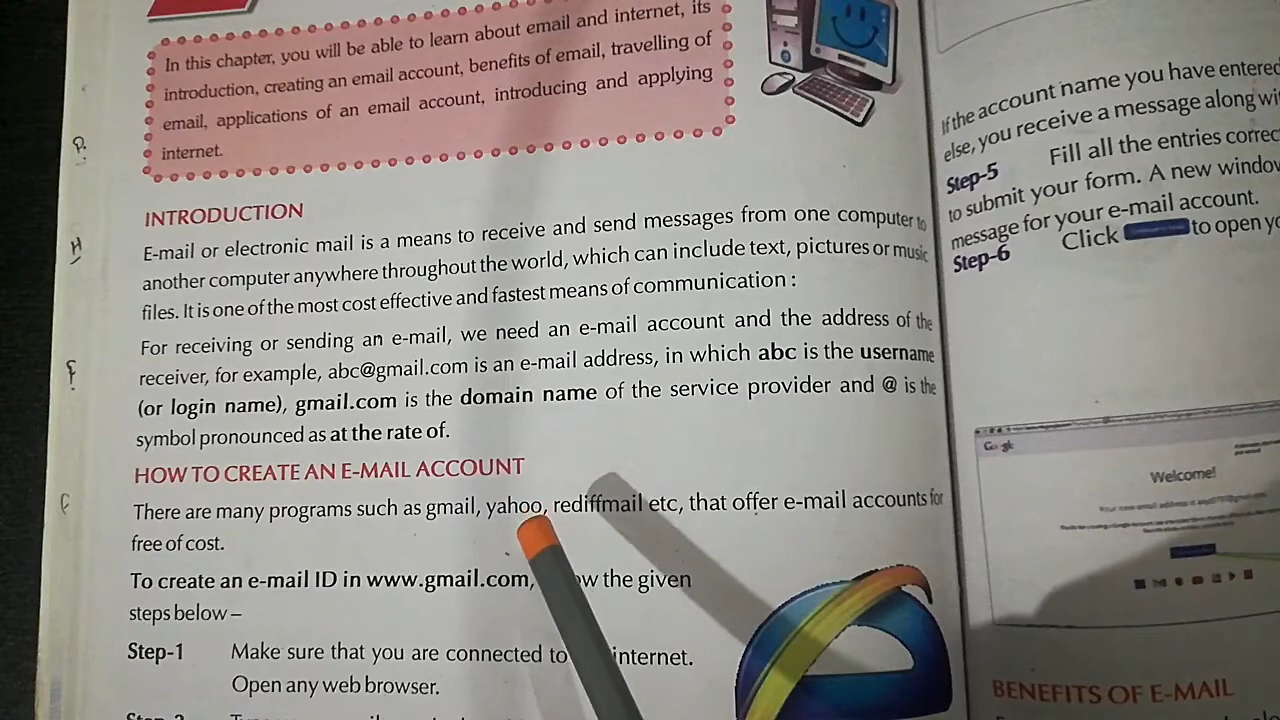 In this chapter, you will be able to learn about email and internet, its
introduction, creating an email account, benefits of email, travelling of
email, applications of an email account, introducing and applying
internet.
INTRODUCTION
E-mail or electronic mail is a means to receive and send messages from one computer to
another computer anywhere throughout the world, which can include text, pictures or music
files. It is one of the most cost effective and fastest means of communication :
For receiving or sending an e-mail, we need an e-mail account and the address of the
receiver, for example, abc@gmail.com is an e-mail address, in which abc is the username
(or login name), gmail.com is the domain name of the service provider and @ is the
symbol pronounced as at the rate of.
HOW TO CREATE AN E-MAIL ACCOUNT
There are many programs such as gmail, yahoo, rediffmail etc, that offer e-mail accounts for
free of cost.
To create an e-mail ID in www.gmail.com, the given
steps below –
Step-1 Make sure that you are connected to internet.
Open any web browser.
If the account name you have entered
else, you receive a message along
Step-5 Fill all the entries
to submit your form. A new window
message for your e-mail account.
Step-6 Click to open
Google
Welcome!
BENEFITS OF E-MAIL